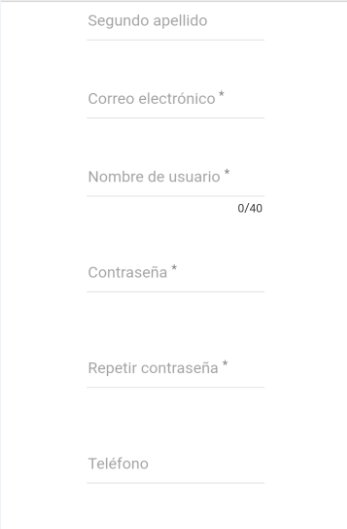 Segundo apellido
Correo electrónico *
Nombre de usuario *
0/40
Contraseña *
Repetir contraseña *
Teléfono